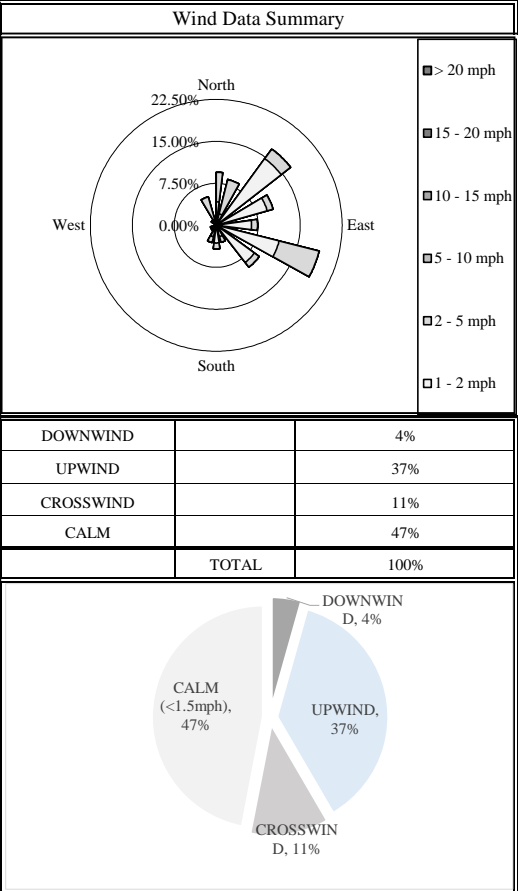 Wind Data Summary
North
22.50%
15.00%
7.50%
0.00%
West
East
South
> 20 mph
15 - 20 mph
10 - 15 mph
5 - 10 mph
2 - 5 mph
1 - 2 mph
DOWNWIND 4%
UPWIND 37%
CROSSWIND 11%
CALM 47%
TOTAL 100%
DOWNWIN
D, 4%
CALM
(<1.5mph),
47%
UPWIND,
37%
CROSSWIN
D, 11%